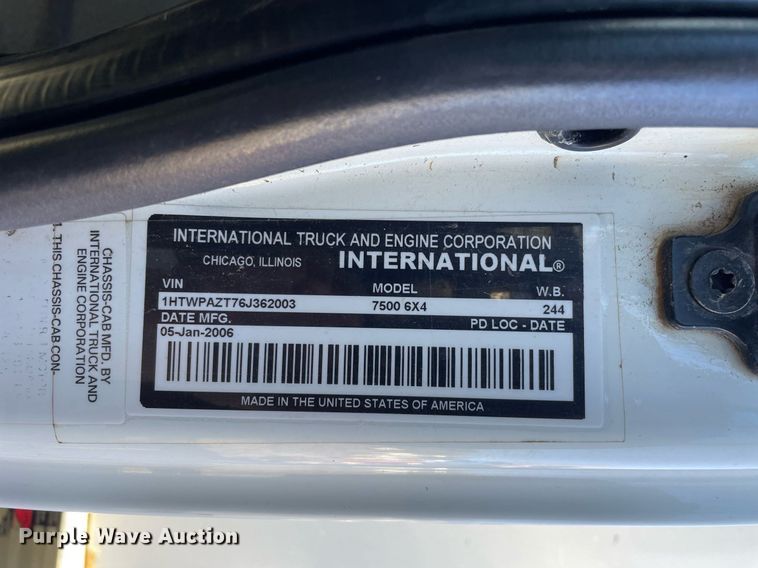 INTERNATIONAL TRUCK AND ENGINE CORPORATION
CHICAGO, ILLINOIS INTERNATIONAL®
VIN MODEL W.B.
1HTWPAZT76J362003 7500 6X4 244
DATE MFG. PD LOC - DATE
05-Jan-2006
MADE IN THE UNITED STATES OF AMERICA
CHASSIS-CAB MFD. BY
INTERNATIONAL TRUCK AND
ENGINE CORPORATION
1. THIS CHASSIS-CAB CON-
Purple Wave Auction